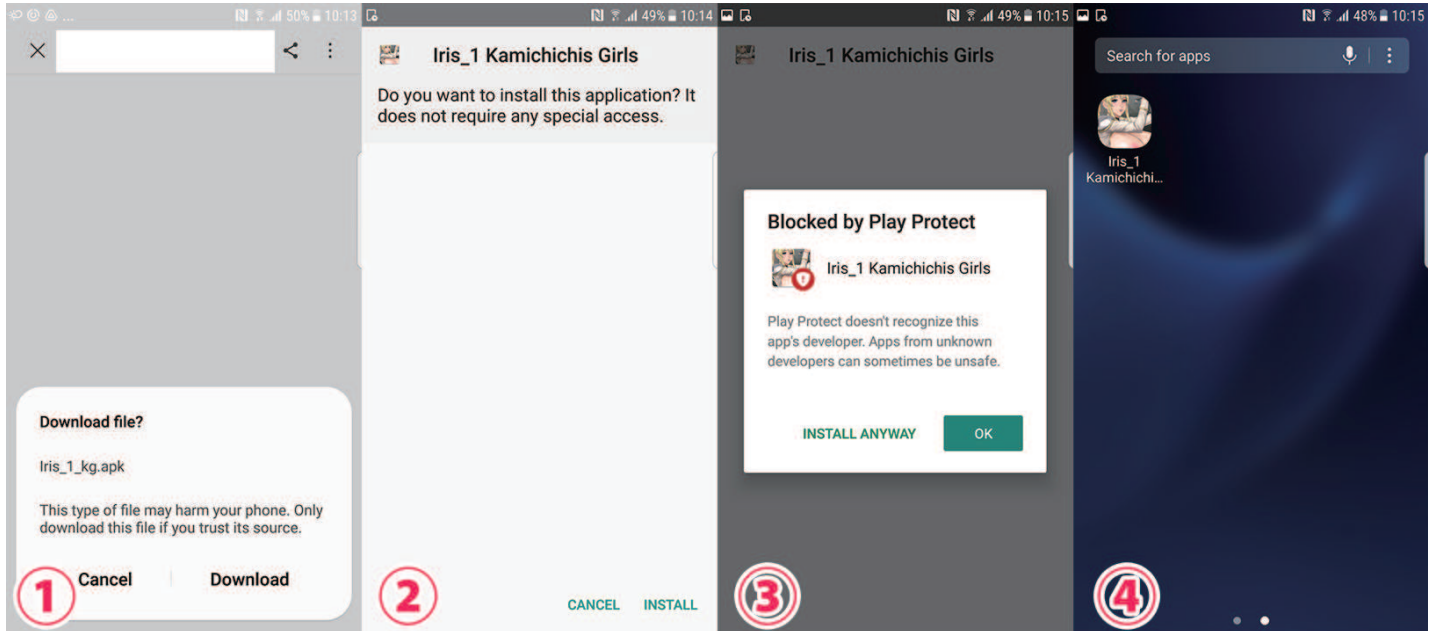 50% 10:13
Download file?
Iris_1_kg.apk
This type of file may harm your phone. Only
download this file if you trust its source.
Cancel Download
1
49% 10:14
Iris_1 Kamichichis Girls
Do you want to install this application? It
does not require any special access.
CANCEL INSTALL
2
49% 10:15
Iris_1 Kamichichis Girls
Blocked by Play Protect
Iris_1 Kamichichis Girls
Play Protect doesn't recognize this
app's developer. Apps from unknown
developers can sometimes be unsafe.
INSTALL ANYWAY OK
3
48% 10:15
Search for apps
Iris_1
Kamichichi...
4